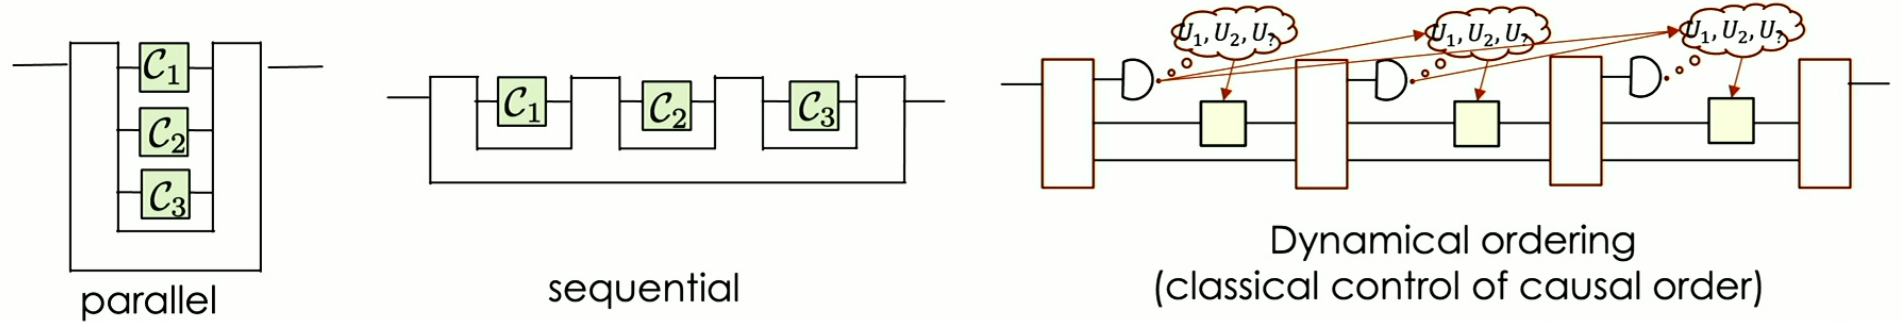 C₁
C₂
C₃
parallel
C₁ C₂ C₃
sequential
U₁, U₂, U? U₁, U₂, U? U₁, U₂, U?
Dynamical ordering
(classical control of causal order)